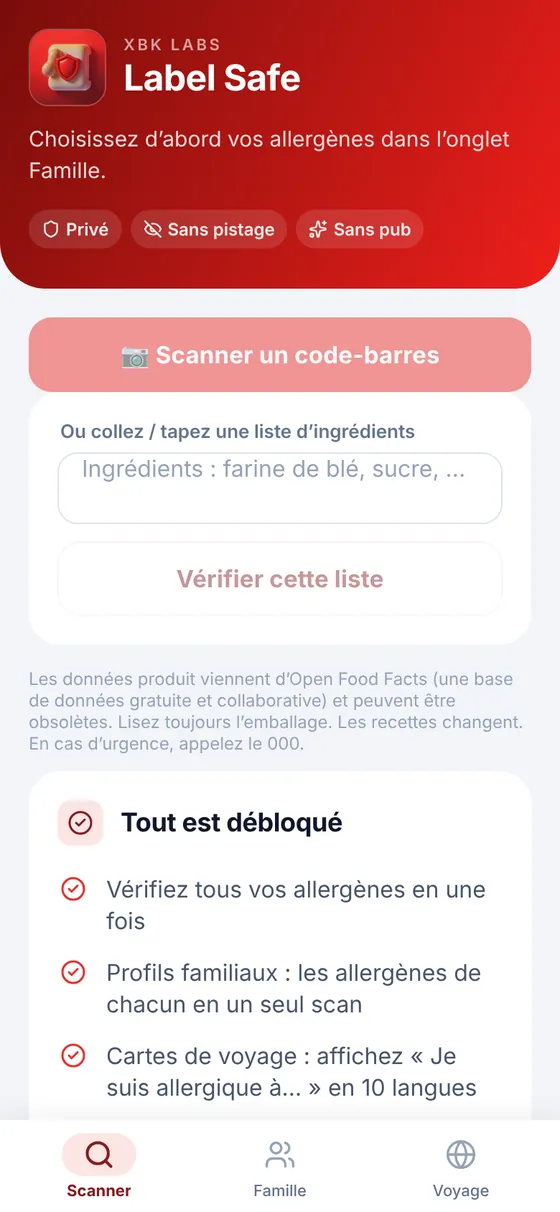 XBK LABS
Label Safe
Choisissez d’abord vos allergènes dans l’onglet
Famille.
Privé
Sans pistage
Sans pub
Scanner un code-barres
Ou collez / tapez une liste d’ingrédients
Ingrédients : farine de blé, sucre, ...
Vérifier cette liste
Les données produit viennent d’Open Food Facts (une base
de données gratuite et collaborative) et peuvent être
obsolètes. Lisez toujours l’emballage. Les recettes changent.
En cas d’urgence, appelez le 000.
Tout est débloqué
Vérifiez tous vos allergènes en une
fois
Profils familiaux : les allergènes de
chacun en un seul scan
Cartes de voyage : affichez « Je
suis allergique à... » en 10 langues
Scanner
Famille
Voyage